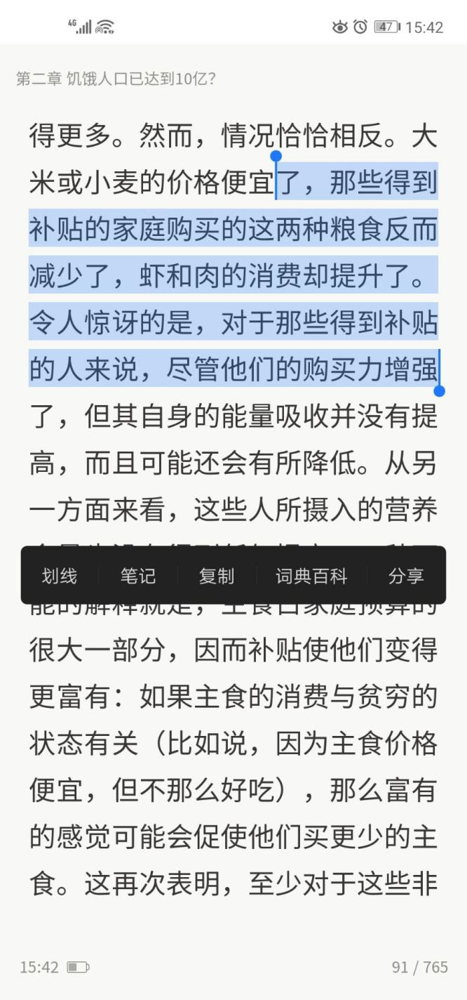 4G 47 15:42
第二章 饥饿人口已达到10亿?
得更多。然而，情况恰恰相反。大
米或小麦的价格便宜了，那些得到
补贴的家庭购买的这两种粮食反而
减少了，虾和肉的消费却提升了。
令人惊讶的是，对于那些得到补贴
的人来说，尽管他们的购买力增强
了，但其自身的能量吸收并没有提
高，而且可能还会有所降低。从另
一方面来看，这些人所摄入的营养
划线 笔记 复制 词典百科 分享
能的解释就是，主食占家庭预算的
很大一部分，因而补贴使他们变得
更富有：如果主食的消费与贫穷的
状态有关（比如说，因为主食价格
便宜，但不那么好吃），那么富有
的感觉可能会促使他们买更少的主
食。这再次表明，至少对于这些非
15:42 91 / 765